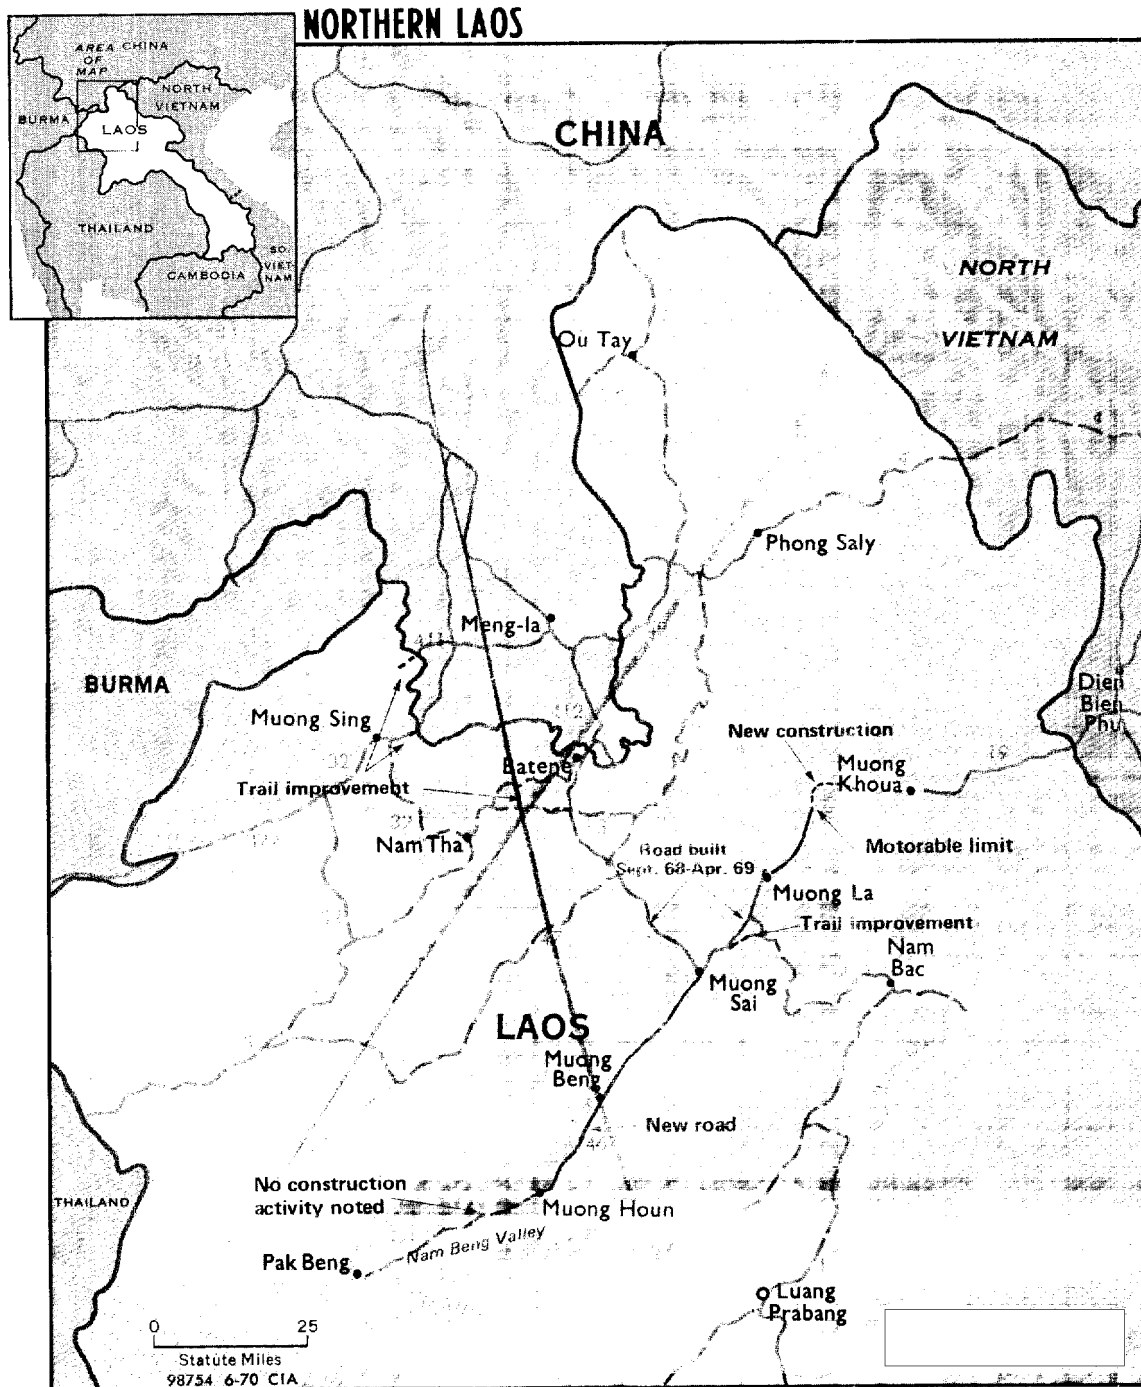 NORTHERN LAOS
AREA
OF
MAP
CHINA
NORTH
VIETNAM
BURMA
LAOS
THAILAND
CAMBODIA
SO.
VIET-
NAM
CHINA
NORTH
VIETNAM
Ou Tay
Phong Saly
Meng-la
BURMA
Muong Sing
Dien
Bien
Phu
New construction
Batene
Muong
Khoua
19
Trail improvement
Nam Tha
Road built
Sept. 68-Apr. 69
Motorable limit
Muong La
Trail improvement
Nam
Bac
Muong
Sai
LAOS
Muong
Beng
New road
No construction
activity noted
THAILAND
Muong Houn
Nam Beng Valley
Pak Beng
Luang
Prabang
0 25
Statute Miles
98754 6-70 CIA